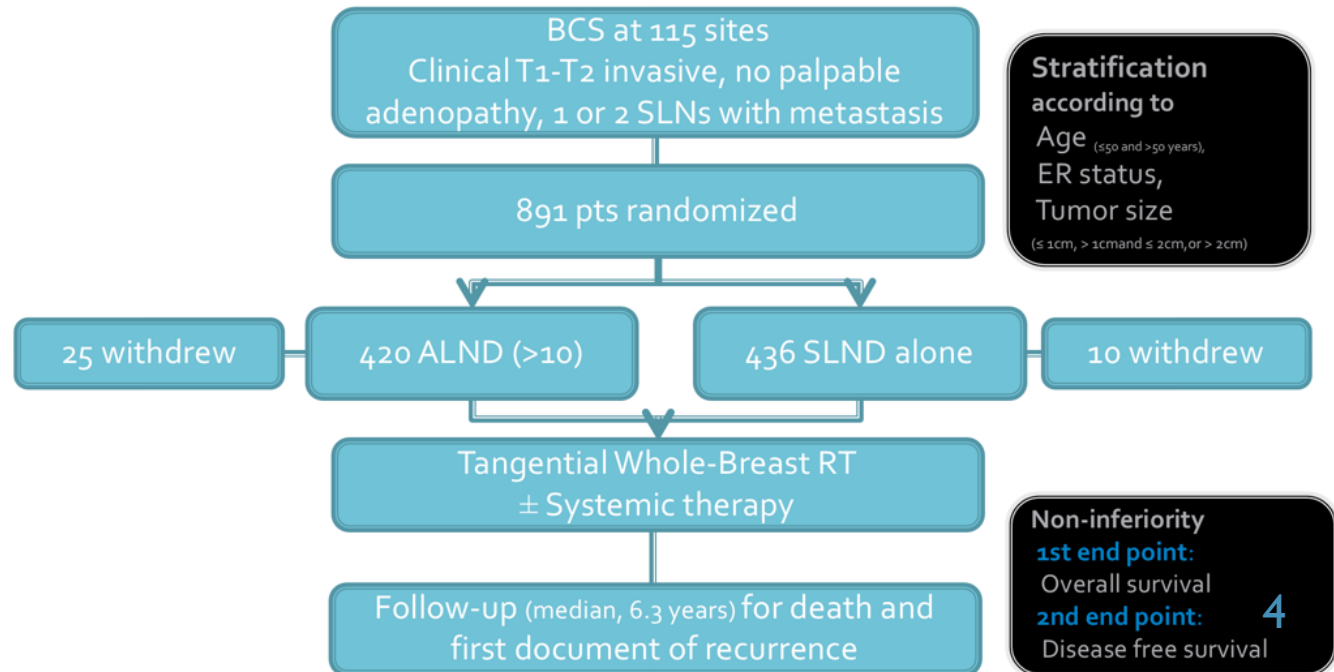 BCS at 115 sites
Clinical T1-T2 invasive, no palpable
adenopathy, 1 or 2 SLNs with metastasis
Stratification
according to
Age (≤50 and >50 years),
ER status,
Tumor size
(≤ 1cm, > 1cmand ≤ 2cm,or > 2cm)
891 pts randomized
25 withdrew
420 ALND (>10)
436 SLND alone
10 withdrew
Tangential Whole-Breast RT
± Systemic therapy
Follow-up (median, 6.3 years) for death and
first document of recurrence
Non-inferiority
1st end point:
Overall survival
2nd end point:
Disease free survival
4